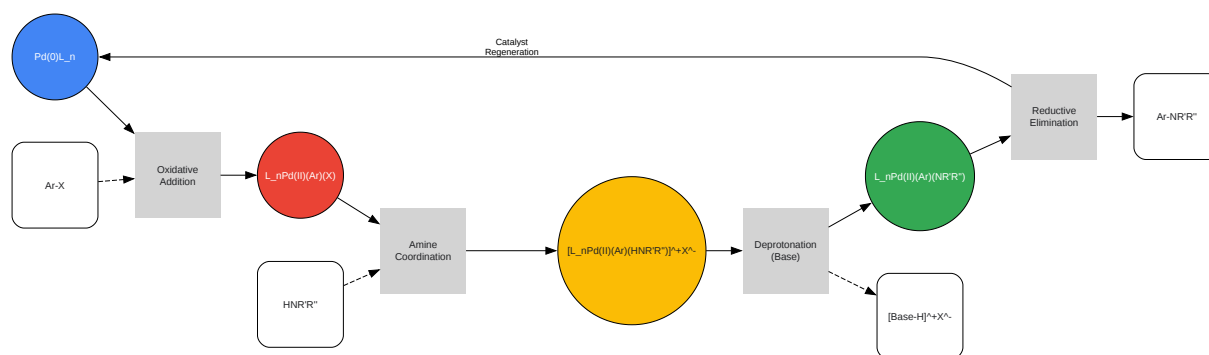 Catalyst
Regeneration
Pd(0)L_n
Reductive
Elimination
Ar-NR'R"
Oxidative
Addition
L_nPd(II)(Ar)(X)
L_nPd(II)(Ar)(NR'R")
Ar-X
Amine
Coordination
[L_nPd(II)(Ar)(HNR'R")]^+X^-
Deprotonation
(Base)
HNR'R"
[Base-H]^+X^-